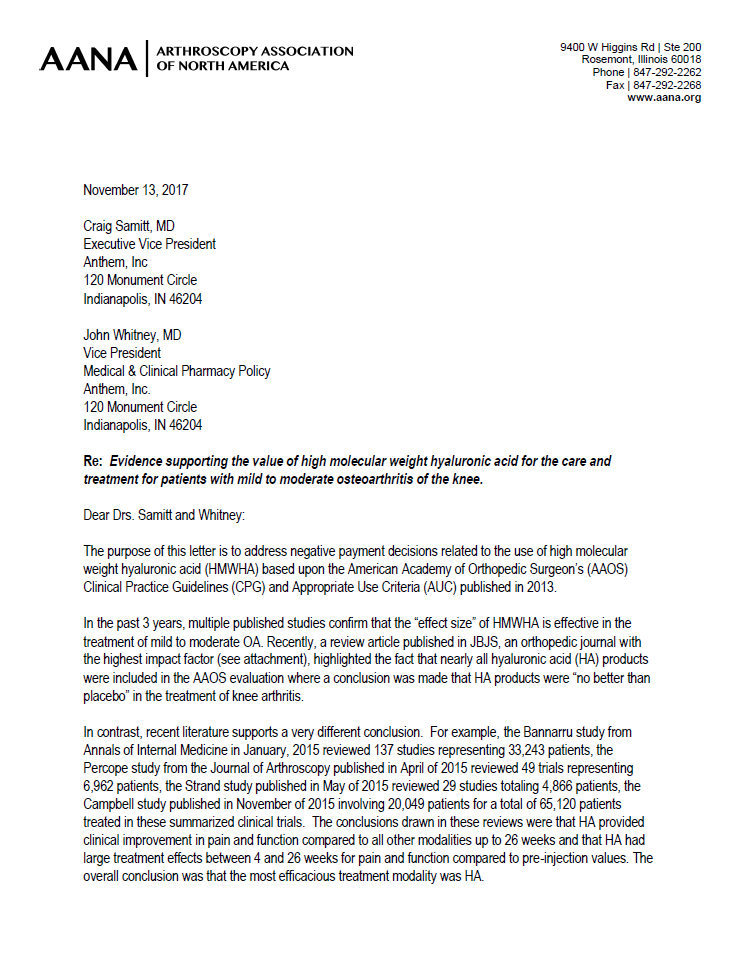 AANA
ARTHROSCOPY ASSOCIATION
OF NORTH AMERICA
9400 W Higgins Rd | Ste 200
Rosemont, Illinois 60018
Phone | 847-292-2262
Fax | 847-292-2268
www.aana.org
November 13, 2017
Craig Samitt, MD
Executive Vice President
Anthem, Inc
120 Monument Circle
Indianapolis, IN 46204
John Whitney, MD
Vice President
Medical & Clinical Pharmacy Policy
Anthem, Inc.
120 Monument Circle
Indianapolis, IN 46204
Re: Evidence supporting the value of high molecular weight hyaluronic acid for the care and
treatment for patients with mild to moderate osteoarthritis of the knee.
Dear Drs. Samitt and Whitney:
The purpose of this letter is to address negative payment decisions related to the use of high molecular
weight hyaluronic acid (HMWHA) based upon the American Academy of Orthopedic Surgeon's (AAOS)
Clinical Practice Guidelines (CPG) and Appropriate Use Criteria (AUC) published in 2013.
In the past 3 years, multiple published studies confirm that the "effect size" of HMWHA is effective in the
treatment of mild to moderate OA. Recently, a review article published in JBJS, an orthopedic journal with
the highest impact factor (see attachment), highlighted the fact that nearly all hyaluronic acid (HA) products
were included in the AAOS evaluation where a conclusion was made that HA products were "no better than
placebo" in the treatment of knee arthritis.
In contrast, recent literature supports a very different conclusion. For example, the Bannarru study from
Annals of Internal Medicine in January, 2015 reviewed 137 studies representing 33,243 patients, the
Percope study from the Journal of Arthroscopy published in April of 2015 reviewed 49 trials representing
6,962 patients, the Strand study published in May of 2015 reviewed 29 studies totaling 4,866 patients, the
Campbell study published in November of 2015 involving 20,049 patients for a total of 65,120 patients
treated in these summarized clinical trials. The conclusions drawn in these reviews were that HA provided
clinical improvement in pain and function compared to all other modalities up to 26 weeks and that HA had
large treatment effects between 4 and 26 weeks for pain and function compared to pre-injection values. The
overall conclusion was that the most efficacious treatment modality was HA.